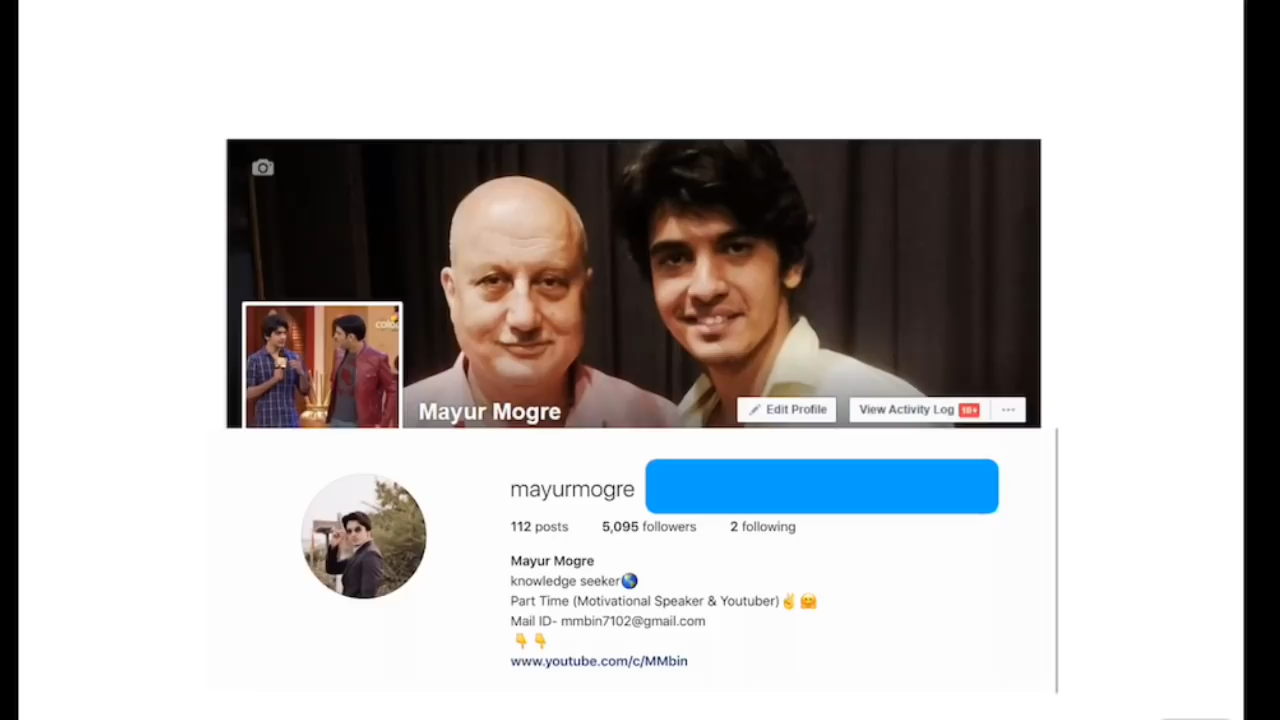 Mayur Mogre
Edit Profile
View Activity Log 10+ ...
mayurmogre
112 posts 5,095 followers 2 following
Mayur Mogre
knowledge seeker🌎
Part Time (Motivational Speaker & Youtuber)✌️🤗
Mail ID- mmbin7102@gmail.com
👇👇
www.youtube.com/c/MMbin